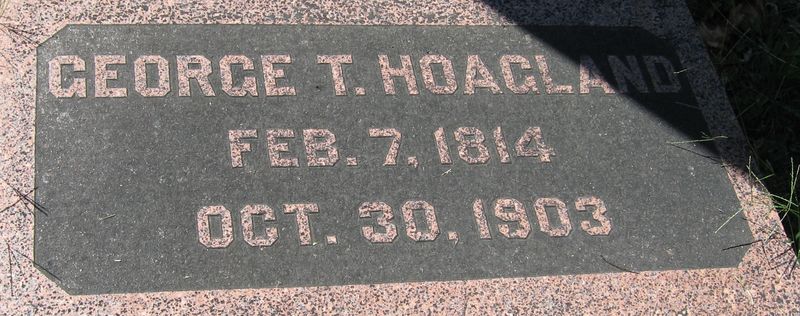 GEORGE T. HOAGLAND
FEB. 7, 1814
OCT. 30, 1903